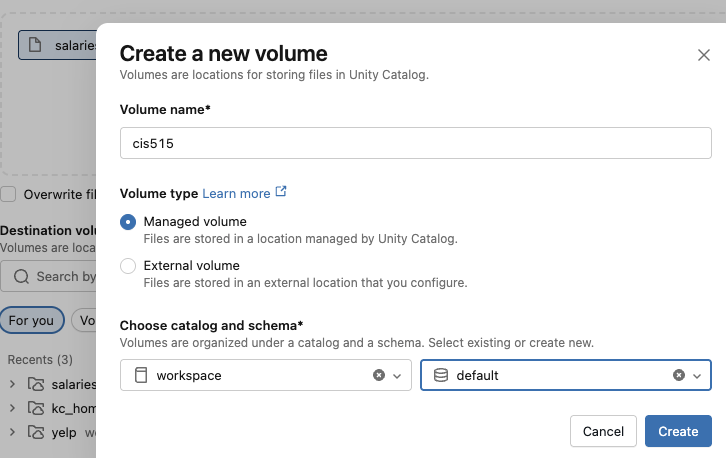 salaries
Create a new volume
Volumes are locations for storing files in Unity Catalog.
Volume name*
cis515
Overwrite
Volume type Learn more
Managed volume
Files are stored in a location managed by Unity Catalog.
Destination
Volumes are
Search by
External volume
Files are stored in an external location that you configure.
For you
Choose catalog and schema*
Volumes are organized under a catalog and a schema. Select existing or create new.
Recents (3)
workspace
default
salaries
kc_hom
yelp
Cancel
Create